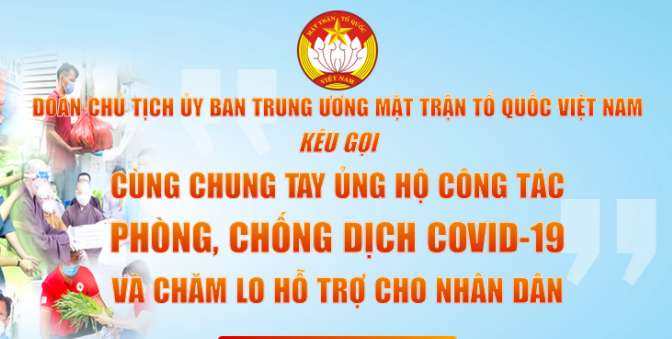 MẶT TRẬN TỔ QUỐC
VIỆT NAM
ĐOÀN CHỦ TỊCH ỦY BAN TRUNG ƯƠNG MẶT TRẬN TỔ QUỐC VIỆT NAM
KÊU GỌI
CÙNG CHUNG TAY ỦNG HỘ CÔNG TÁC
PHÒNG, CHỐNG DỊCH COVID-19
VÀ CHĂM LO HỖ TRỢ CHO NHÂN DÂN